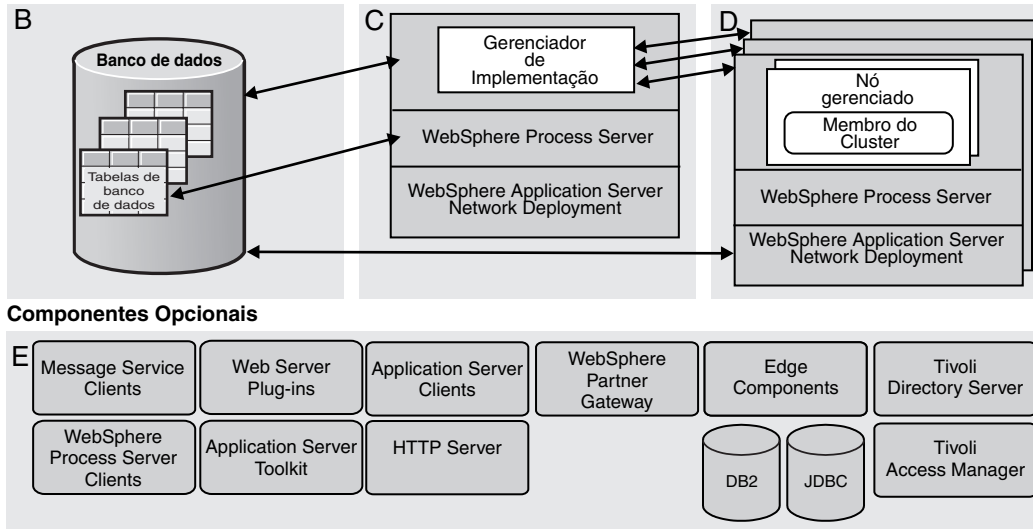 B
Banco de dados
Tabelas de
banco
de dados
C
Gerenciador
de
Implementação
WebSphere Process Server
WebSphere Application Server
Network Deployment
D
Nó
gerenciado
Membro do
Cluster
WebSphere Process Server
WebSphere Application Server
Network Deployment
Componentes Opcionais
E
Message Service
Clients
Web Server
Plug-ins
Application Server
Clients
WebSphere
Partner
Gateway
Edge
Components
Tivoli
Directory Server
WebSphere
Process Server
Clients
Application Server
Toolkit
HTTP Server
DB2
JDBC
Tivoli
Access Manager